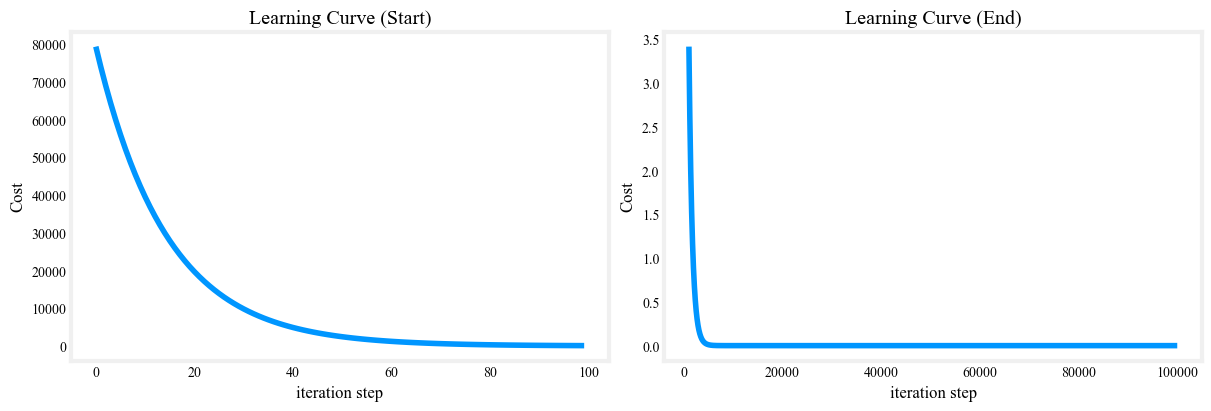 Learning Curve (Start)
80000
70000
60000
50000
40000
30000
20000
10000
0
Cost
0 20 40 60 80 100
iteration step
Learning Curve (End)
3.5
3.0
2.5
2.0
1.5
1.0
0.5
0.0
Cost
0 20000 40000 60000 80000 100000
iteration step